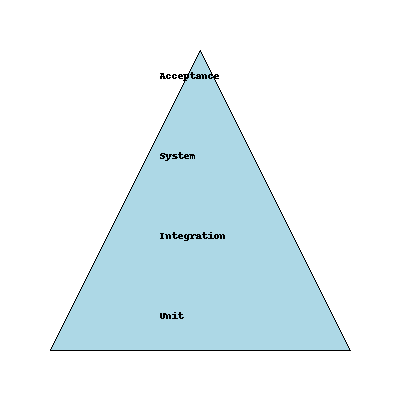 Acceptance
System
Integration
Unit